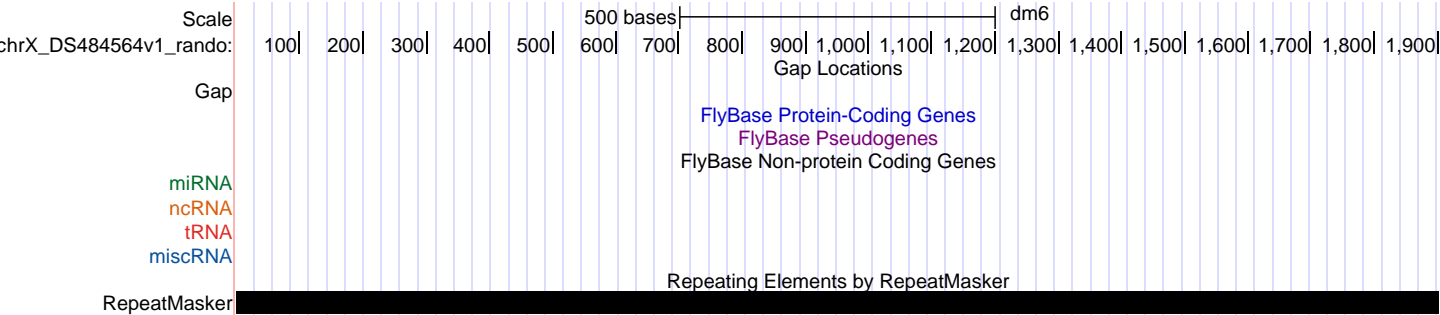 Scale 500 bases dm6
chrX_DS484564v1_rando: 100 200 300 400 500 600 700 800 900 1,000 1,100 1,200 1,300 1,400 1,500 1,600 1,700 1,800 1,900
Gap Locations
Gap
FlyBase Protein-Coding Genes
FlyBase Pseudogenes
FlyBase Non-protein Coding Genes
miRNA
ncRNA
tRNA
miscRNA
Repeating Elements by RepeatMasker
RepeatMasker